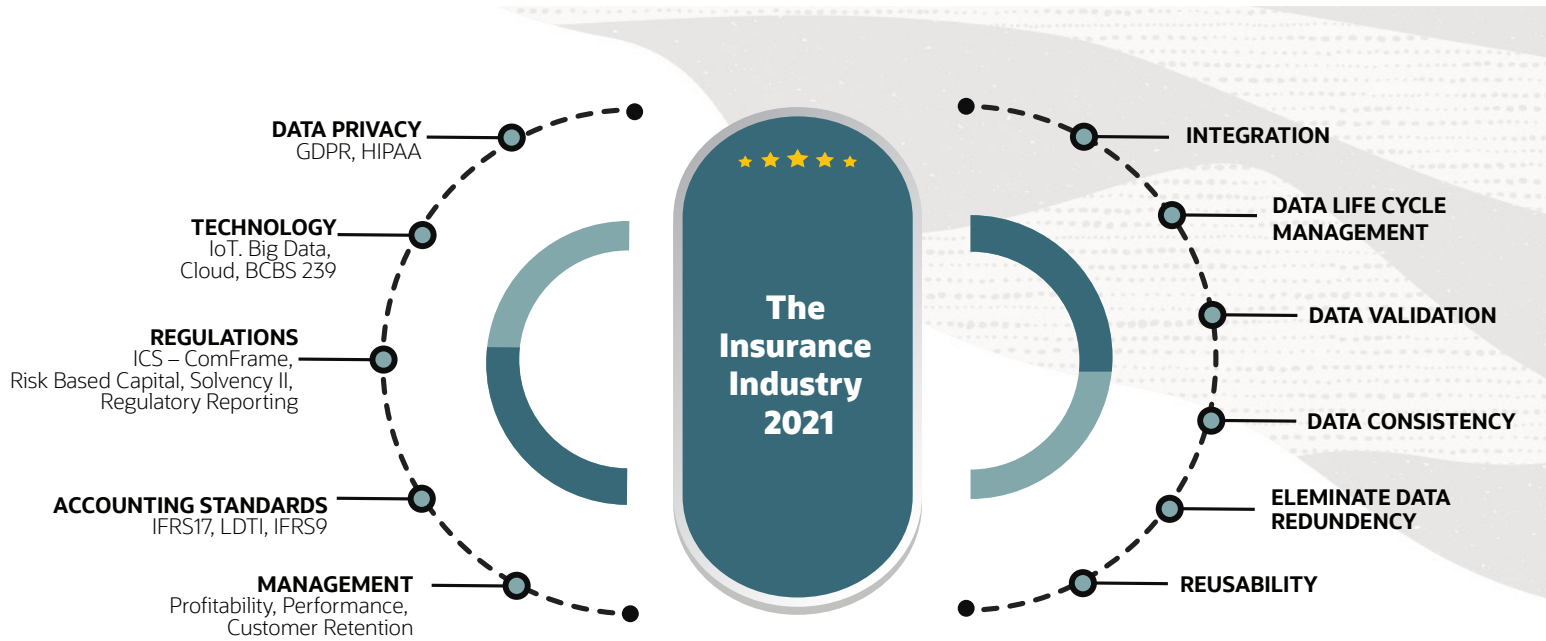 DATA PRIVACY
GDPR, HIPAA
TECHNOLOGY
IoT. Big Data,
Cloud, BCBS 239
REGULATIONS
ICS – ComFrame,
Risk Based Capital, Solvency II,
Regulatory Reporting
ACCOUNTING STANDARDS
IFRS17, LDTI, IFRS9
MANAGEMENT
Profitability, Performance,
Customer Retention
The
Insurance
Industry
2021
INTEGRATION
DATA LIFE CYCLE
MANAGEMENT
DATA VALIDATION
DATA CONSISTENCY
ELEMINATE DATA
REDUNDENCY
REUSABILITY